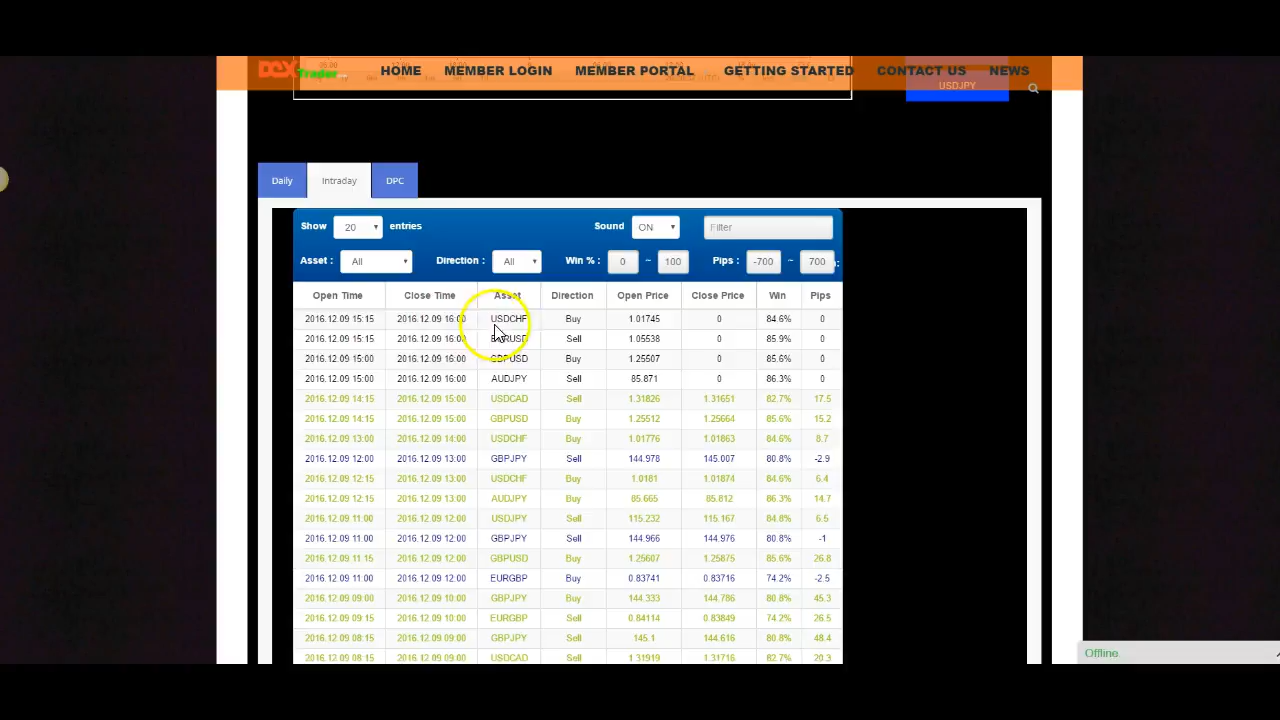 DCX Trader HOME MEMBER LOGIN MEMBER PORTAL GETTING STARTED CONTACT US NEWS
USDJPY
Daily Intraday DPC
Show 20 entries Sound ON Filter
Asset : All Direction : All Win % : 0 ~ 100 Pips : -700 ~ 700
Open Time Close Time Asset Direction Open Price Close Price Win Pips
2016.12.09 15:15 2016.12.09 16:00 USDCHF Buy 1.01745 0 84.6% 0
2016.12.09 15:15 2016.12.09 16:00 EURUSD Sell 1.05538 0 85.9% 0
2016.12.09 15:00 2016.12.09 16:00 GBPUSD Buy 1.25507 0 85.6% 0
2016.12.09 15:00 2016.12.09 16:00 AUDJPY Sell 85.871 0 86.3% 0
2016.12.09 14:15 2016.12.09 15:00 USDCAD Sell 1.31826 1.31651 82.7% 17.5
2016.12.09 14:15 2016.12.09 15:00 GBPUSD Buy 1.25512 1.25664 85.6% 15.2
2016.12.09 13:00 2016.12.09 14:00 USDCHF Buy 1.01776 1.01863 84.6% 8.7
2016.12.09 12:00 2016.12.09 13:00 GBPJPY Sell 144.978 145.007 80.8% -2.9
2016.12.09 12:15 2016.12.09 13:00 USDCHF Buy 1.0181 1.01874 84.6% 6.4
2016.12.09 12:15 2016.12.09 13:00 AUDJPY Buy 85.665 85.812 86.3% 14.7
2016.12.09 11:00 2016.12.09 12:00 USDJPY Sell 115.232 115.167 84.8% 6.5
2016.12.09 11:00 2016.12.09 12:00 GBPJPY Sell 144.966 144.976 80.8% -1
2016.12.09 11:15 2016.12.09 12:00 GBPUSD Buy 1.25607 1.25875 85.6% 26.8
2016.12.09 11:00 2016.12.09 12:00 EURGBP Buy 0.83741 0.83716 74.2% -2.5
2016.12.09 09:00 2016.12.09 10:00 GBPJPY Buy 144.333 144.786 80.8% 45.3
2016.12.09 09:15 2016.12.09 10:00 EURGBP Sell 0.84114 0.83849 74.2% 26.5
2016.12.09 08:15 2016.12.09 09:00 GBPJPY Sell 145.1 144.616 80.8% 48.4
2016.12.09 08:15 2016.12.09 09:00 USDCAD Sell 1.31919 1.31716 82.7% 20.3
Offline